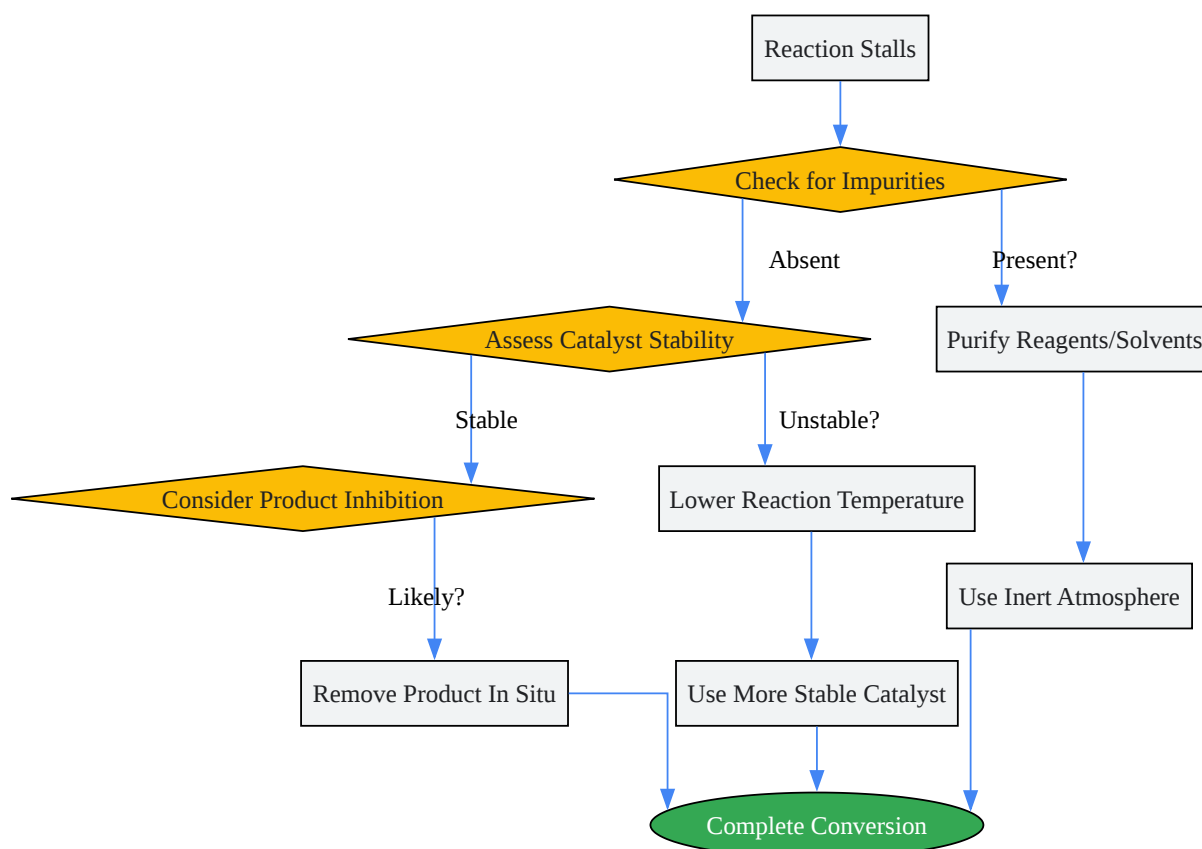 Reaction Stalls
Check for Impurities
Absent
Present?
Assess Catalyst Stability
Purify Reagents/Solvents
Stable
Unstable?
Consider Product Inhibition
Lower Reaction Temperature
Likely?
Use Inert Atmosphere
Remove Product In Situ
Use More Stable Catalyst
Complete Conversion